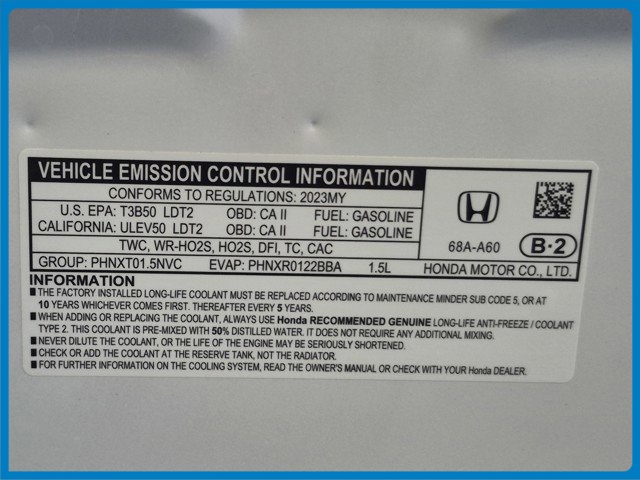 VEHICLE EMISSION CONTROL INFORMATION
CONFORMS TO REGULATIONS: 2023MY
U.S. EPA: T3B50 LDT2 OBD: CA II FUEL: GASOLINE
CALIFORNIA: ULEV50 LDT2 OBD: CA II FUEL: GASOLINE
TWC, WR-HO2S, HO2S, DFI, TC, CAC
GROUP: PHNXT01.5NVC EVAP: PHNXR0122BBA 1.5L
68A-A60 B-2
HONDA MOTOR CO., LTD.
INFORMATION
■ THE FACTORY INSTALLED LONG-LIFE COOLANT MUST BE REPLACED ACCORDING TO MAINTENANCE MINDER SUB CODE 5, OR AT
10 YEARS WHICHEVER COMES FIRST. THEREAFTER EVERY 5 YEARS.
■ WHEN ADDING OR REPLACING THE COOLANT, ALWAYS USE Honda RECOMMENDED GENUINE LONG-LIFE ANTI-FREEZE / COOLANT
TYPE 2. THIS COOLANT IS PRE-MIXED WITH 50% DISTILLED WATER. IT DOES NOT REQUIRE ANY ADDITIONAL MIXING.
■ NEVER DILUTE THE COOLANT, OR THE LIFE OF THE ENGINE MAY BE SERIOUSLY SHORTENED.
■ CHECK OR ADD THE COOLANT AT THE RESERVE TANK, NOT THE RADIATOR.
■ FOR FURTHER INFORMATION ON THE COOLING SYSTEM, READ THE OWNER'S MANUAL OR CHECK WITH YOUR Honda DEALER.